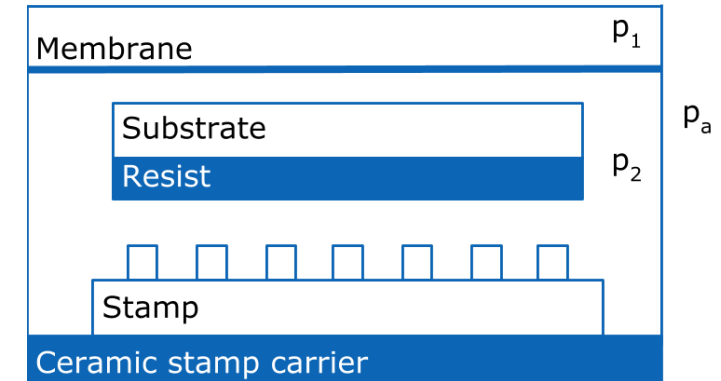 Membrane
p₁
Substrate
pₐ
Resist
p₂
Stamp
Ceramic stamp carrier